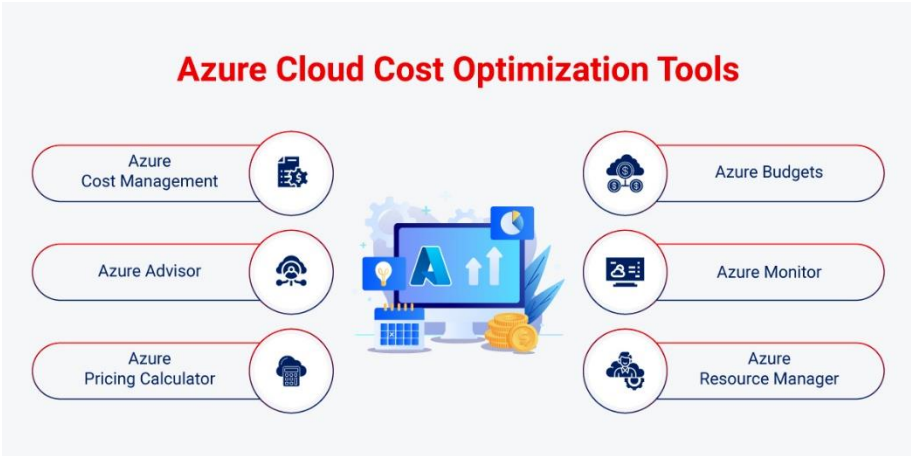 Azure Cloud Cost Optimization Tools
Azure
Cost Management
Azure Advisor
Azure
Pricing Calculator
Azure Budgets
Azure Monitor
Azure
Resource Manager